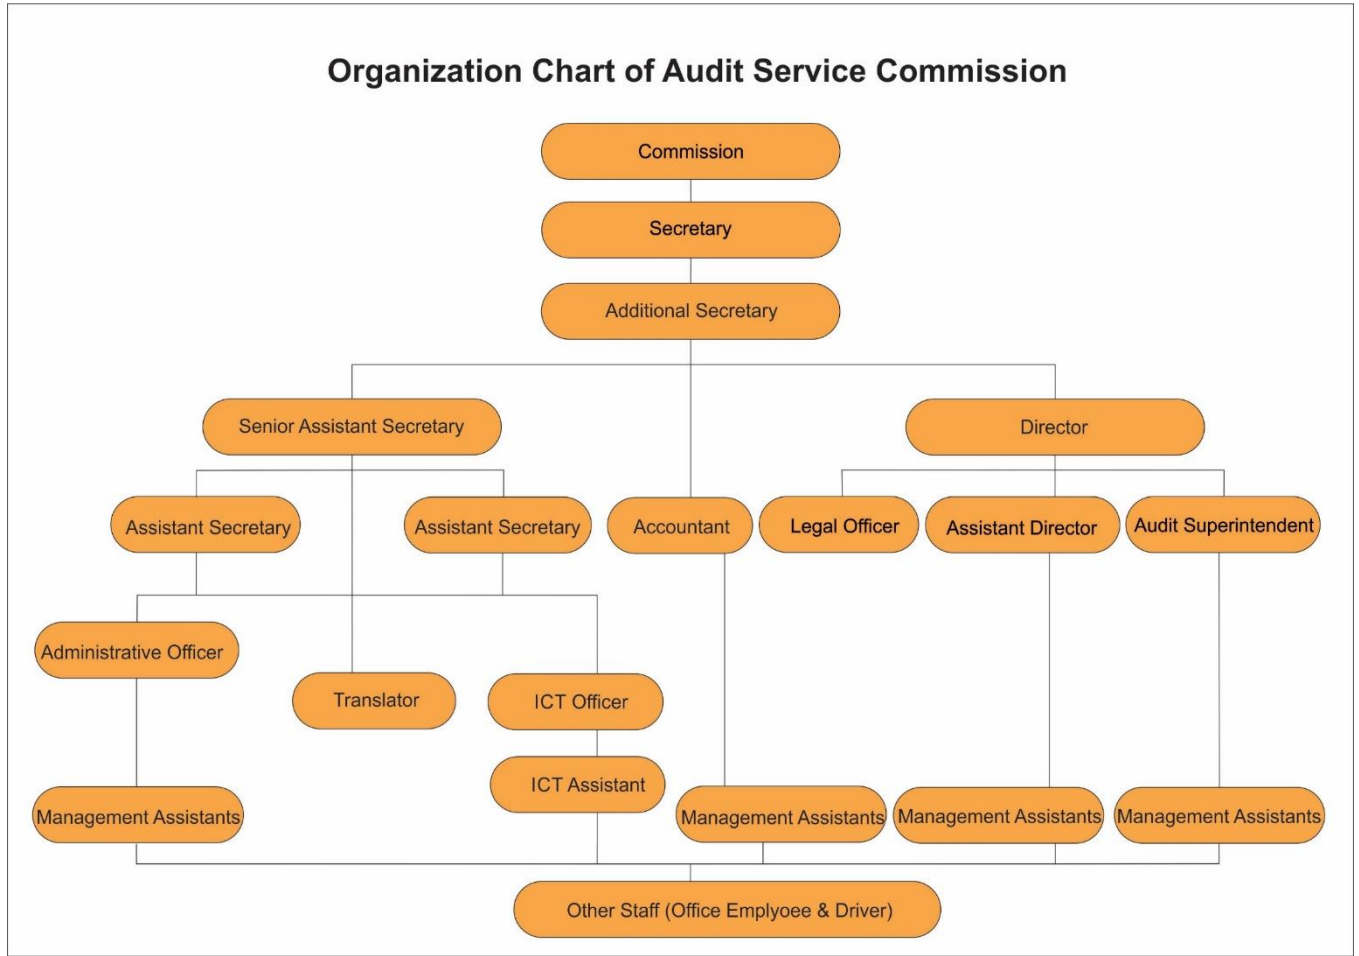 Organization Chart of Audit Service Commission
Commission
Secretary
Additional Secretary
Senior Assistant Secretary
Director
Assistant Secretary
Assistant Secretary
Accountant
Legal Officer
Assistant Director
Audit Superintendent
Administrative Officer
Translator
ICT Officer
ICT Assistant
Management Assistants
Management Assistants
Management Assistants
Management Assistants
Other Staff (Office Emplyoee & Driver)